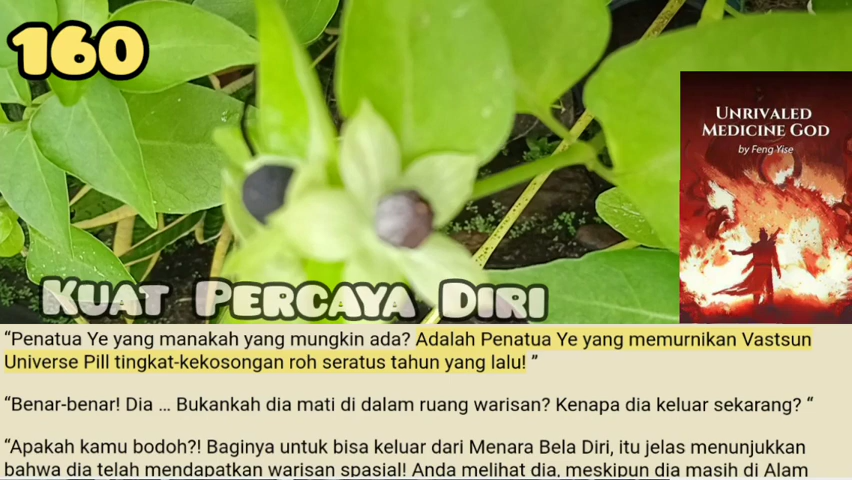 160
UNRIVALED
MEDICINE GOD
by Feng Yise
KUAT PERCAYA DIRI
“Penatua Ye yang manakah yang mungkin ada? Adalah Penatua Ye yang memurnikan Vastsun
Universe Pill tingkat-kekosongan roh seratus tahun yang lalu! ”
“Benar-benar! Dia ... Bukankah dia mati di dalam ruang warisan? Kenapa dia keluar sekarang? “
“Apakah kamu bodoh?! Baginya untuk bisa keluar dari Menara Bela Diri, itu jelas menunjukkan
bahwa dia telah mendapatkan warisan spasial! Anda melihat dia, meskipun dia masih di Alam